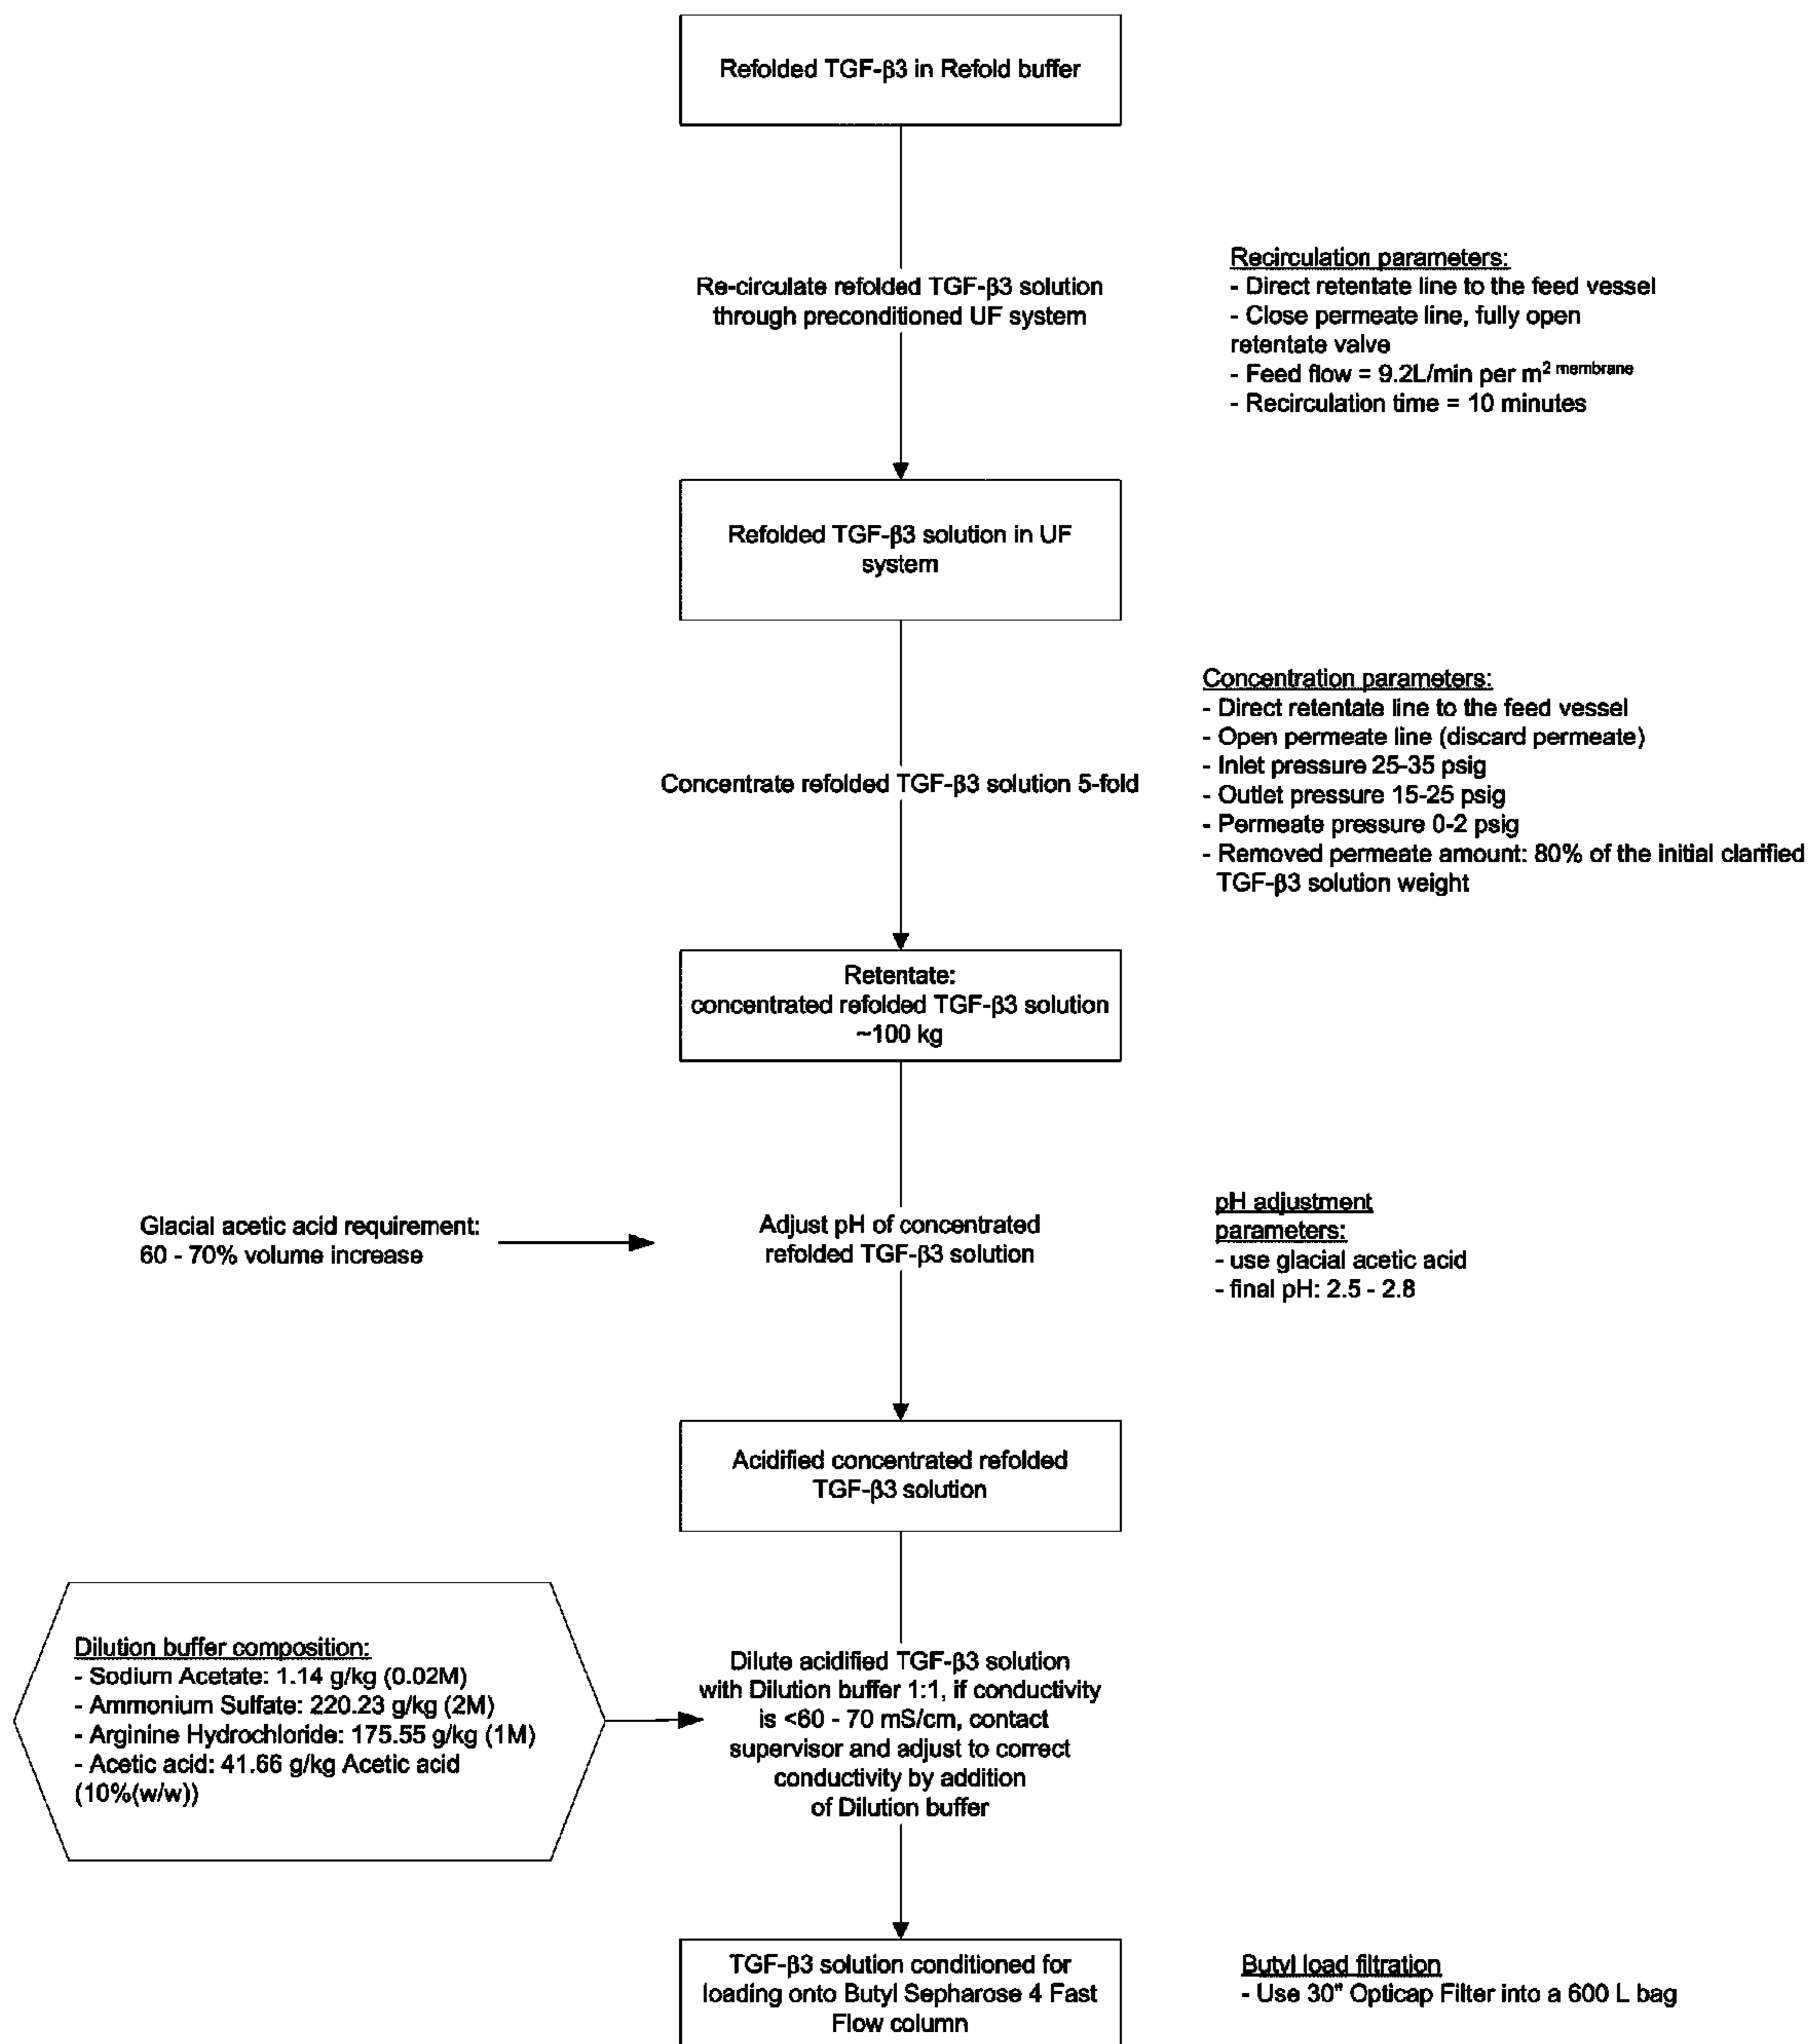 Refolded TGF-β3 in Refold buffer
Re-circulate refolded TGF-β3 solution
through preconditioned UF system
Recirculation parameters:
- Direct retentate line to the feed vessel
- Close permeate line, fully open
retentate valve
- Feed flow = 9.2L/min per m² ᵐᵉᵐᵇʳᵃⁿᵉ
- Recirculation time = 10 minutes
Refolded TGF-β3 solution in UF
system
Concentrate refolded TGF-β3 solution 5-fold
Concentration parameters:
- Direct retentate line to the feed vessel
- Open permeate line (discard permeate)
- Inlet pressure 25-35 psig
- Outlet pressure 15-25 psig
- Permeate pressure 0-2 psig
- Removed permeate amount: 80% of the initial clarified
TGF-β3 solution weight
Retentate:
concentrated refolded TGF-β3 solution
~100 kg
Glacial acetic acid requirement:
60 - 70% volume increase
Adjust pH of concentrated
refolded TGF-β3 solution
pH adjustment
parameters:
- use glacial acetic acid
- final pH: 2.5 - 2.8
Acidified concentrated refolded
TGF-β3 solution
Dilution buffer composition:
- Sodium Acetate: 1.14 g/kg (0.02M)
- Ammonium Sulfate: 220.23 g/kg (2M)
- Arginine Hydrochloride: 175.55 g/kg (1M)
- Acetic acid: 41.66 g/kg Acetic acid
(10%(w/w))
Dilute acidified TGF-β3 solution
with Dilution buffer 1:1, if conductivity
is <60 - 70 mS/cm, contact
supervisor and adjust to correct
conductivity by addition
of Dilution buffer
TGF-β3 solution conditioned for
loading onto Butyl Sepharose 4 Fast
Flow column
Butyl load filtration
- Use 30" Opticap Filter into a 600 L bag